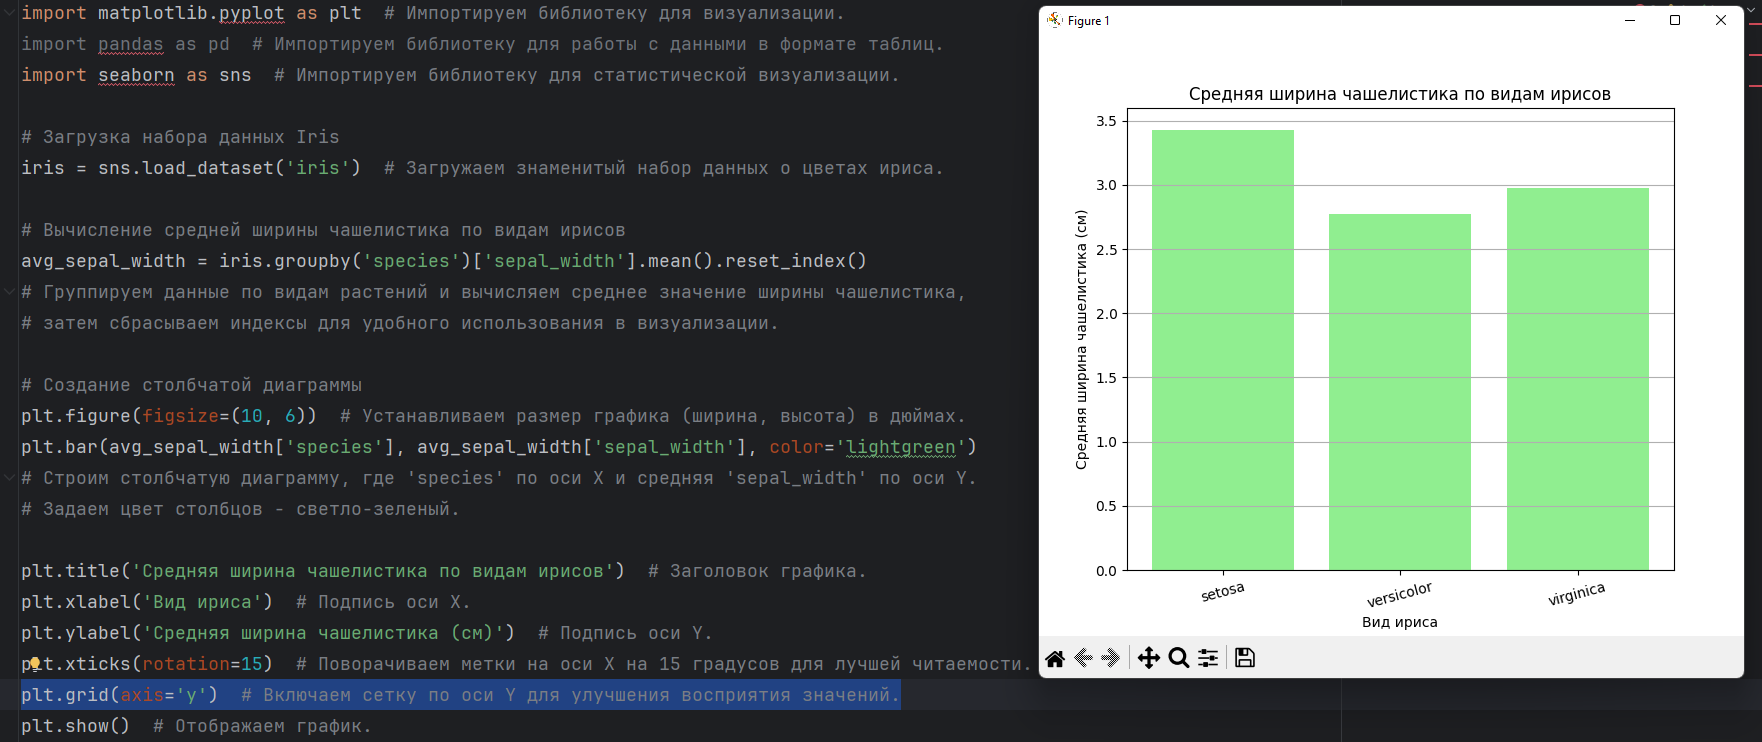 import matplotlib.pyplot as plt  # Импортируем библиотеку для визуализации.
import pandas as pd  # Импортируем библиотеку для работы с данными в формате таблиц.
import seaborn as sns  # Импортируем библиотеку для статистической визуализации.
# Загрузка набора данных Iris
iris = sns.load_dataset('iris')  # Загружаем знаменитый набор данных о цветах ириса.
# Вычисление средней ширины чашелистика по видам ирисов
avg_sepal_width = iris.groupby('species')['sepal_width'].mean().reset_index()
# Группируем данные по видам растений и вычисляем среднее значение ширины чашелистика,
# затем сбрасываем индексы для удобного использования в визуализации.
# Создание столбчатой диаграммы
plt.figure(figsize=(10, 6))  # Устанавливаем размер графика (ширина, высота) в дюймах.
plt.bar(avg_sepal_width['species'], avg_sepal_width['sepal_width'], color='lightgreen')
# Строим столбчатую диаграмму, где 'species' по оси X и средняя 'sepal_width' по оси Y.
# Задаем цвет столбцов - светло-зеленый.
plt.title('Средняя ширина чашелистика по видам ирисов')  # Заголовок графика.
plt.xlabel('Вид ириса')  # Подпись оси X.
plt.ylabel('Средняя ширина чашелистика (см)')  # Подпись оси Y.
plt.xticks(rotation=15)  # Поворачиваем метки на оси X на 15 градусов для лучшей читаемости.
plt.grid(axis='y')  # Включаем сетку по оси Y для улучшения восприятия значений.
plt.show()  # Отображаем график.
Figure 1
Средняя ширина чашелистика по видам ирисов
Средняя ширина чашелистика (см)
3.5
3.0
2.5
2.0
1.5
1.0
0.5
0.0
setosa
versicolor
virginica
Вид ириса